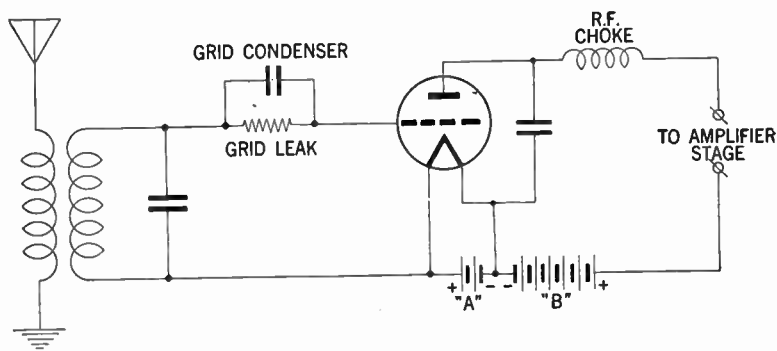 R.F.
CHOKE
GRID CONDENSER
GRID LEAK
TO AMPLIFIER
STAGE
+ "A" - - "B" +